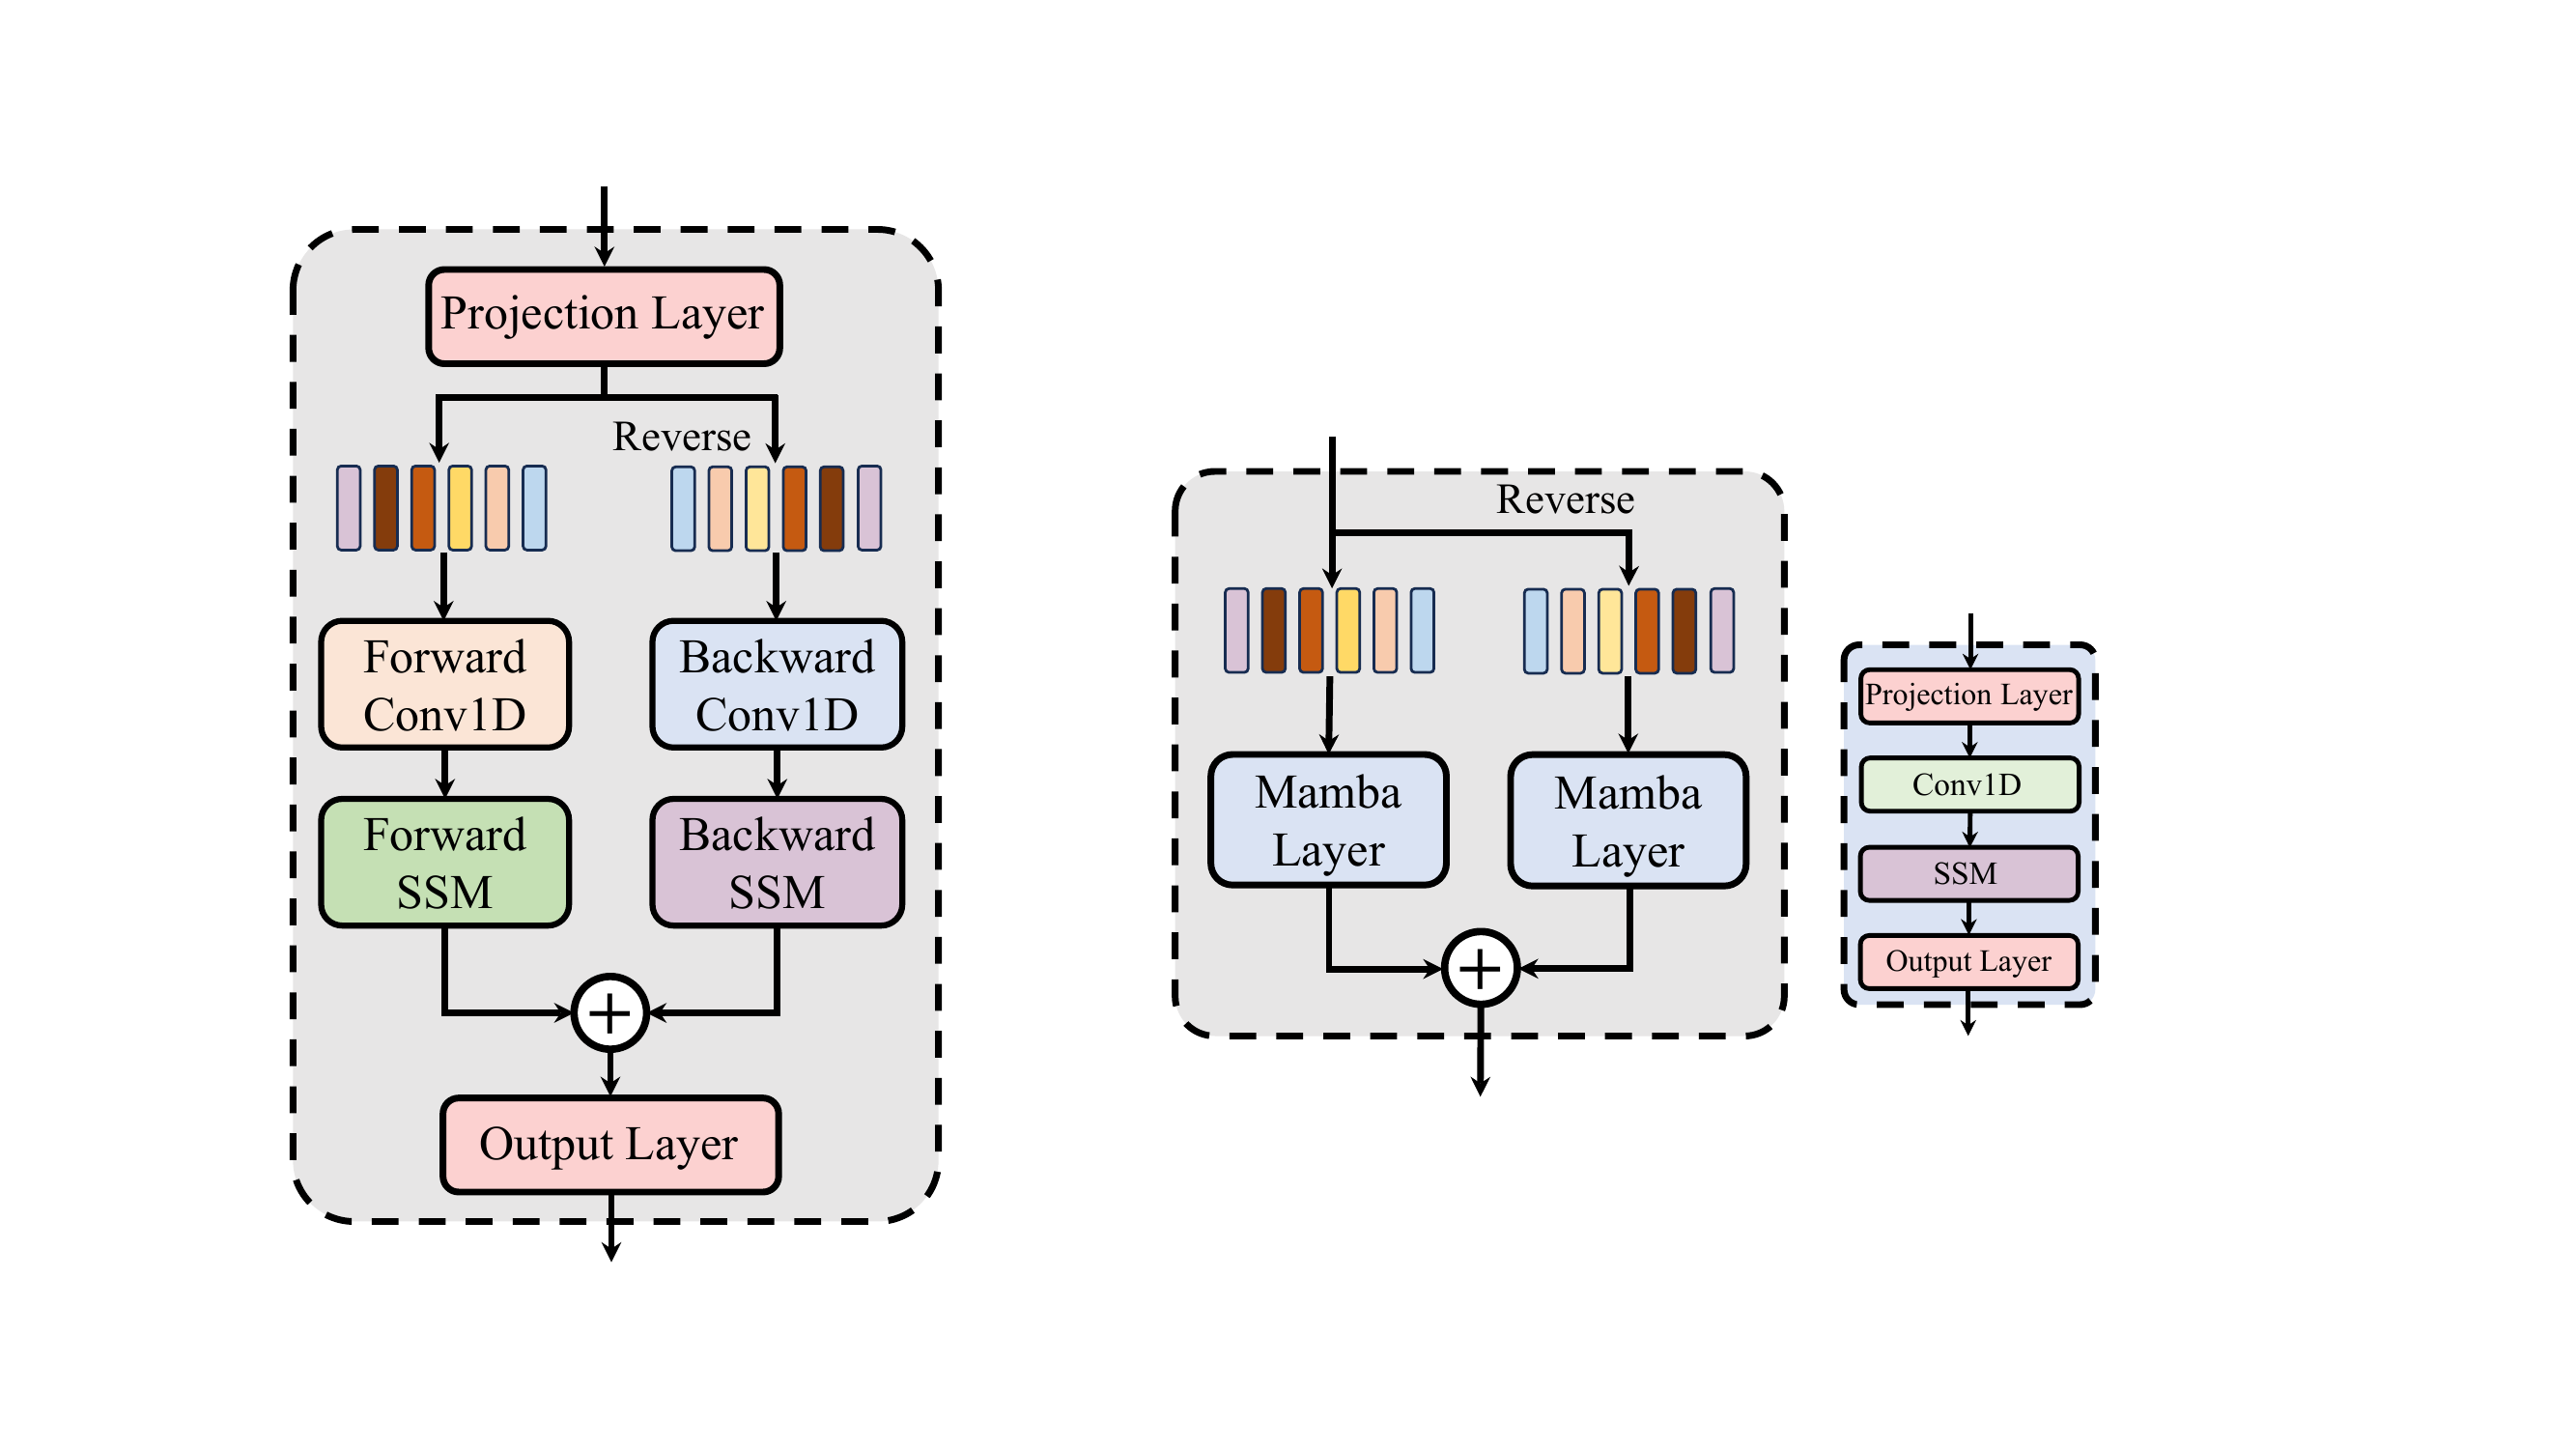 Projection Layer
Reverse
Forward
Conv1D
Backward
Conv1D
Forward
SSM
Backward
SSM
Output Layer
Reverse
Mamba
Layer
Mamba
Layer
Projection Layer
Conv1D
SSM
Output Layer